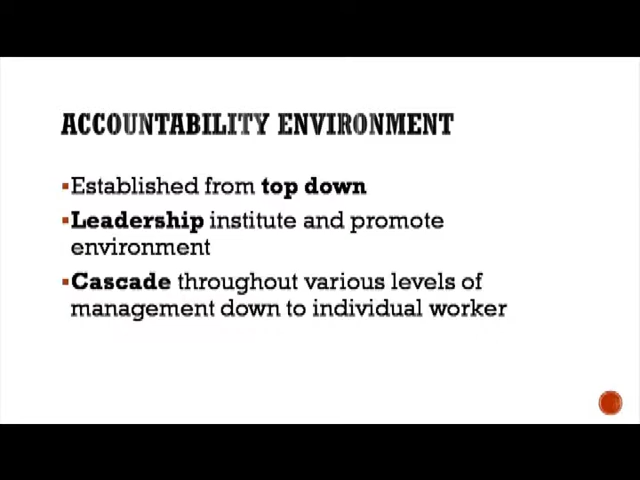 ACCOUNTABILITY ENVIRONMENT
▪Established from top down
▪Leadership institute and promote
environment
▪Cascade throughout various levels of
management down to individual worker